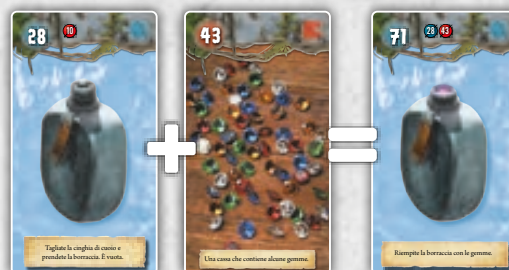 28 10
43
71 28 43
Tagliate la cinghia di cuoio e
prendete la borraccia. È vuota.
Una cassa che contiene alcune gemme.
Riempite la borraccia con le gemme.